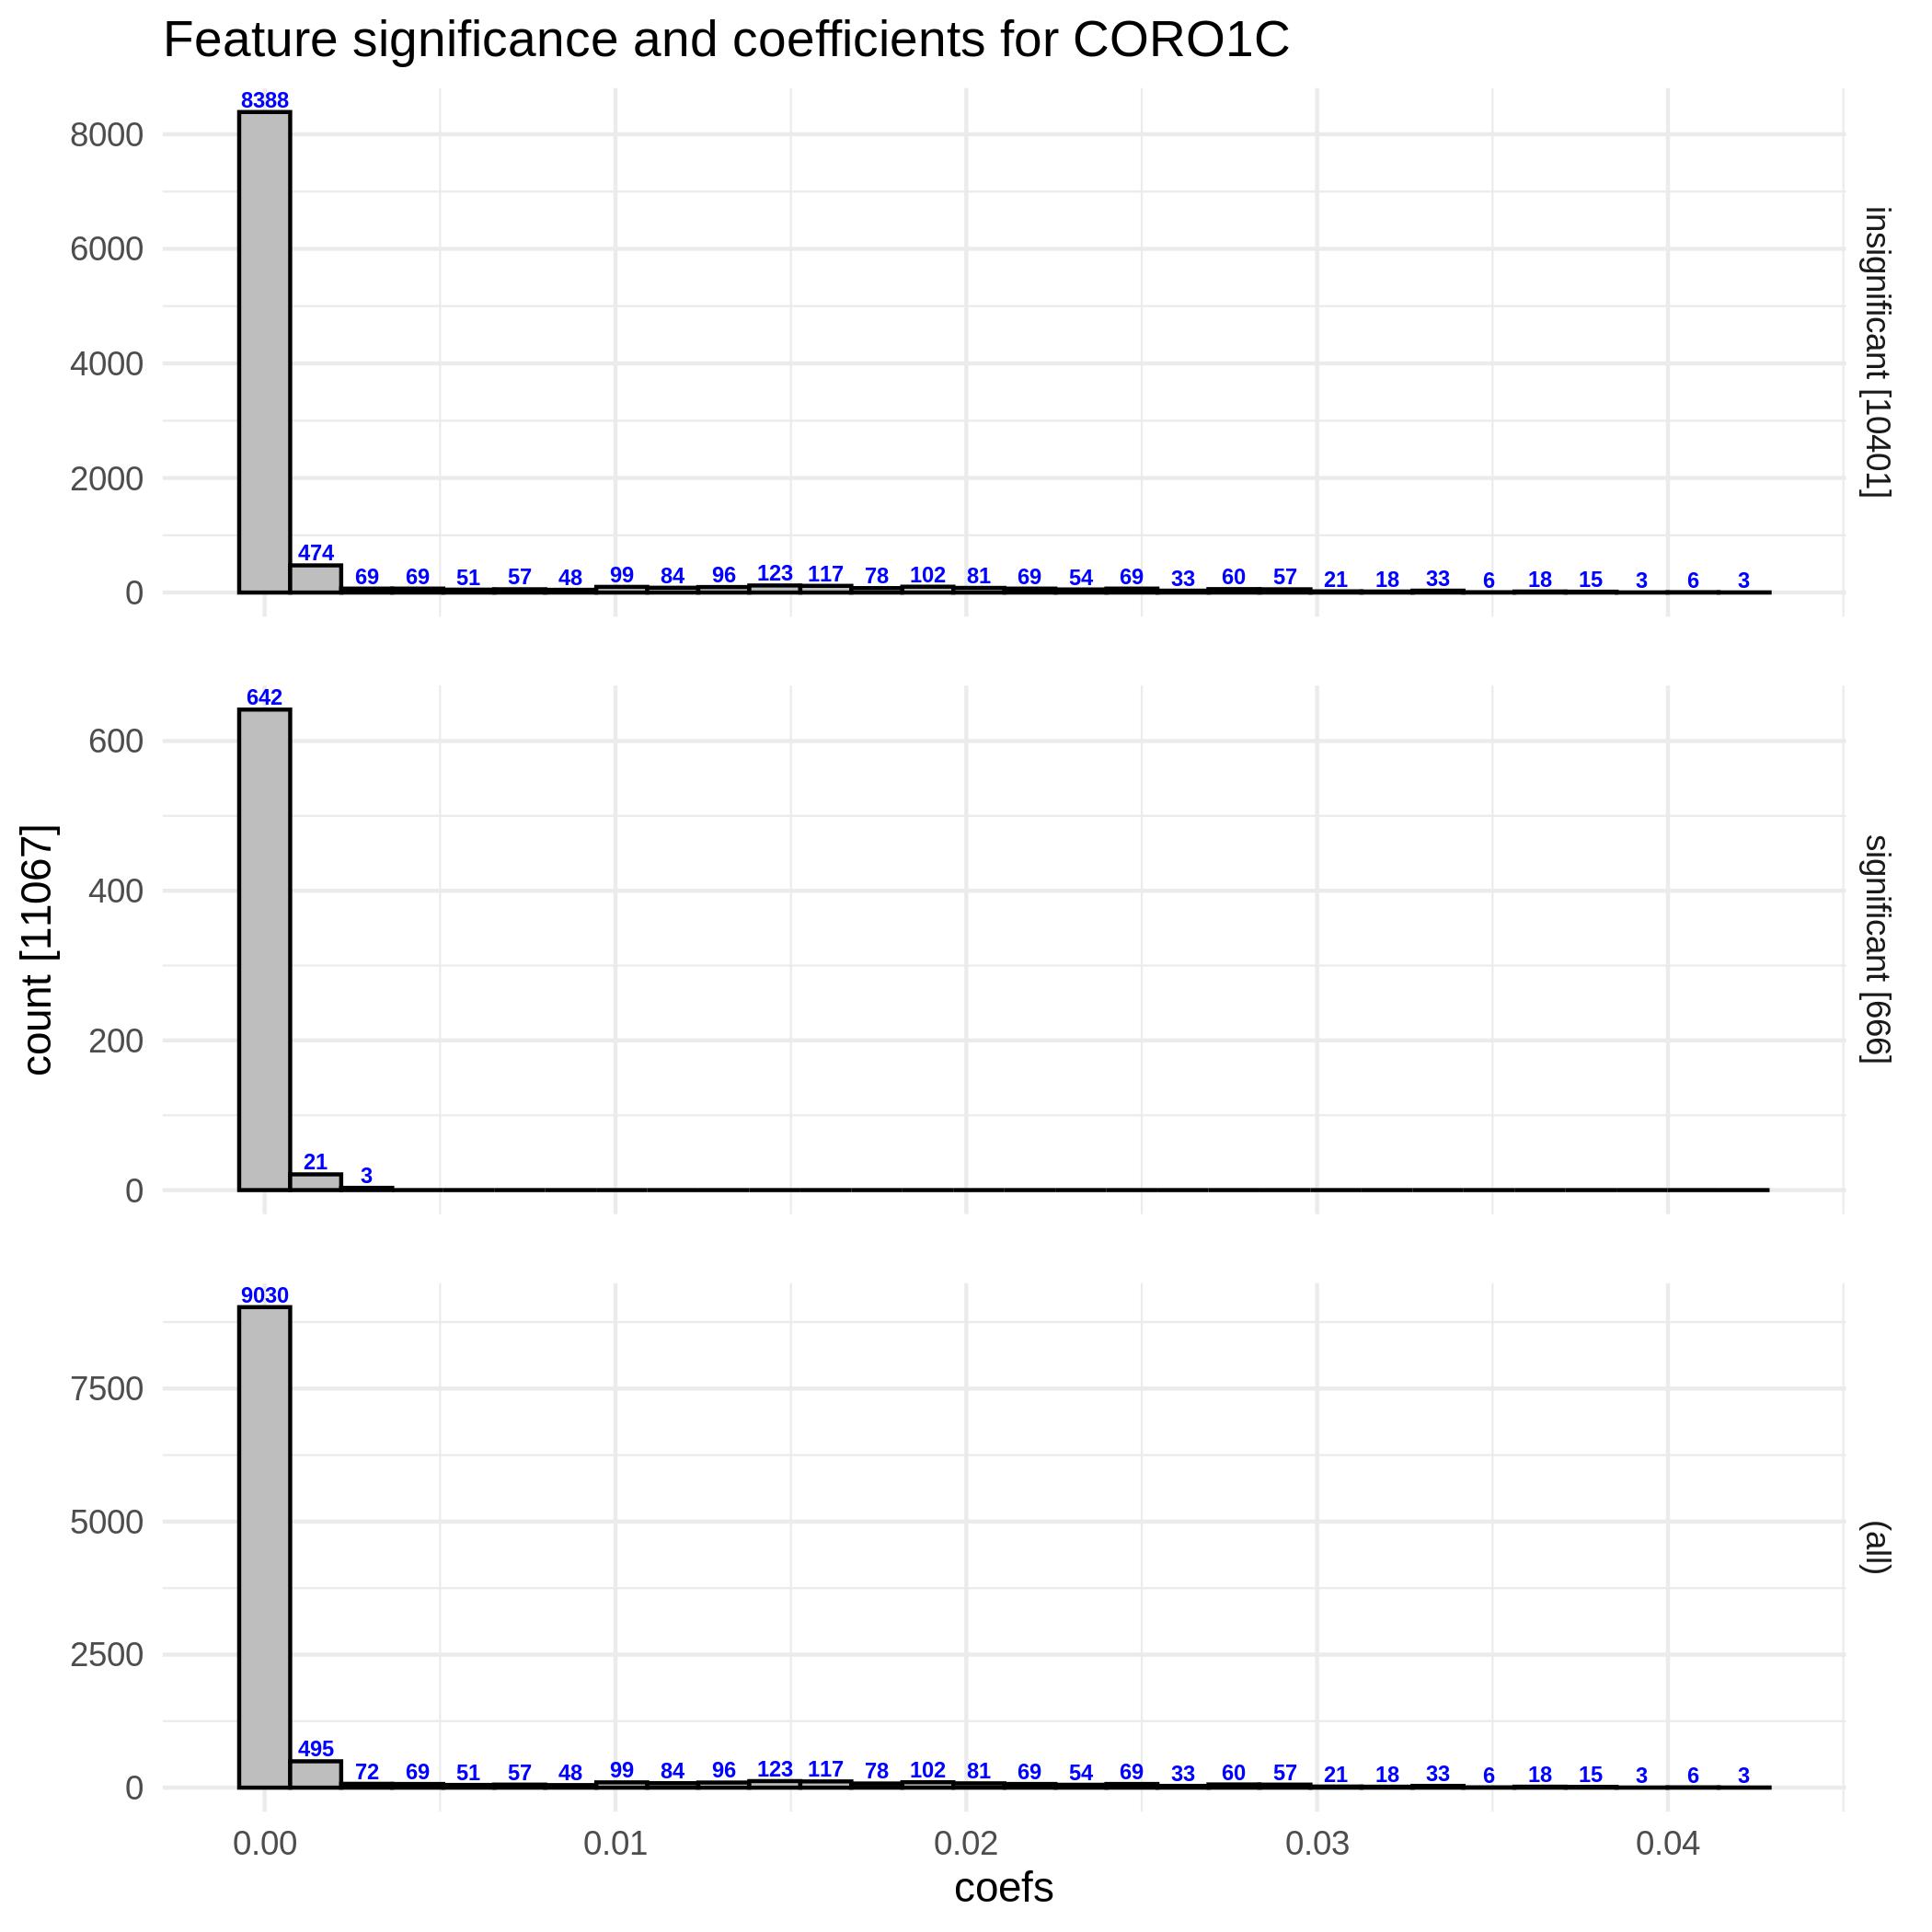 Feature significance and coefficients for CORO1C
count [11067]
8388
8000
6000
4000
2000
0
474 69 69 51 57 48 99 84 96 123 117 78 102 81 69 54 69 33 60 57 21 18 33 6 18 15 3 6 3
insignificant [10401]
642
600
400
200
0
21 3
significant [666]
9030
7500
5000
2500
0
495 72 69 51 57 48 99 84 96 123 117 78 102 81 69 54 69 33 60 57 21 18 33 6 18 15 3 6 3
(all)
0.00 0.01 0.02 0.03 0.04
coefs